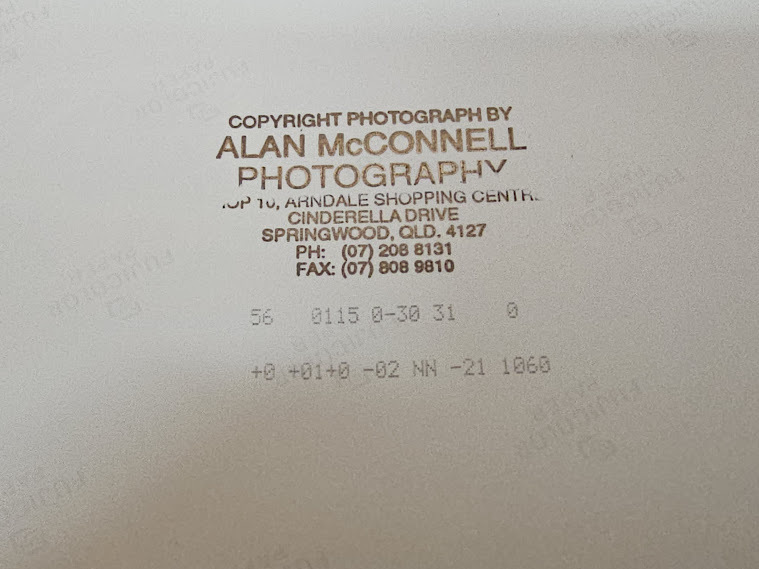 COPYRIGHT PHOTOGRAPH BY
ALAN McCONNELL
PHOTOGRAPHY
10, ARNDALE SHOPPING CENTR
CINDERELLA DRIVE
SPRINGWOOD, QLD. 4127
PH: (07) 208 8131
FAX: (07) 808 9810
56 0115 0-30 31 0
+0 +01+0 -02 NN -21 1060